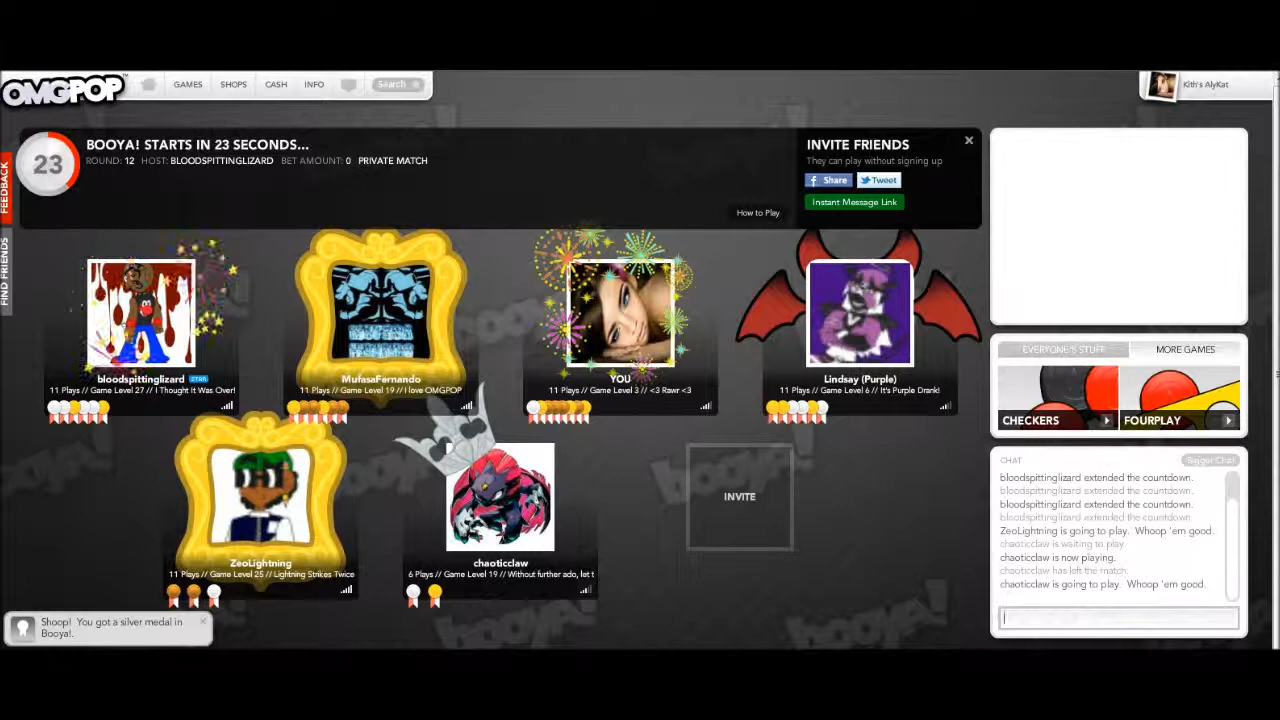 OMGPOP™
GAMES SHOPS CASH INFO Search
Kith's AlyKat
FEEDBACK
FIND FRIENDS
23
BOOYA! STARTS IN 23 SECONDS...
ROUND: 12 HOST: BLOODSPITTINGLIZARD BET AMOUNT: 0 PRIVATE MATCH
How to Play
INVITE FRIENDS
They can play without signing up
Share Tweet
Instant Message Link
bloodspittinglizard STAR
11 Plays // Game Level 27 // I Thought It Was Over!
MufasaFernando
11 Plays // Game Level 19 // I love OMGPOP
YOU
11 Plays // Game Level 3 // <3 Rawr <3
Lindsay (Purple)
11 Plays // Game Level 6 // It's Purple Drank!
ZeoLightning
11 Plays // Game Level 25 // Lightning Strikes Twice
chaoticclaw
6 Plays // Game Level 19 // Without further ado, let t
INVITE
Shoop! You got a silver medal in
Booya!.
EVERYONE'S STUFF MORE GAMES
CHECKERS FOURPLAY
CHAT Bigger Chat
bloodspittinglizard extended the countdown.
bloodspittinglizard extended the countdown.
bloodspittinglizard extended the countdown.
bloodspittinglizard extended the countdown.
ZeoLightning is going to play. Whoop 'em good.
chaoticclaw is waiting to play.
chaoticclaw is now playing.
chaoticclaw has left the match.
chaoticclaw is going to play. Whoop 'em good.
booya!
booya!
booya!
booya!